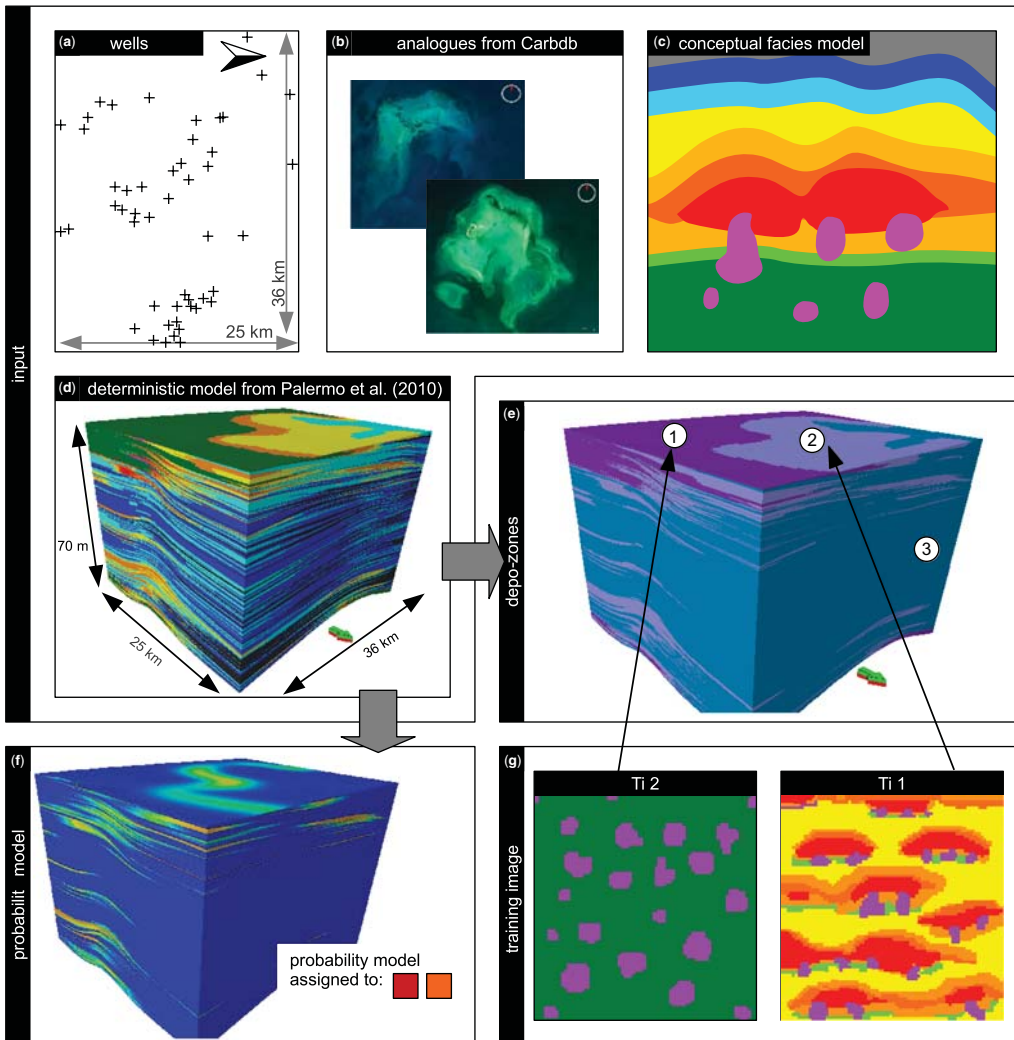 input
(a) wells
36 km
25 km
(b) analogues from Carbdb
(c) conceptual facies model
(d) deterministic model from Palermo et al. (2010)
70 m
25 km
36 km
depo-zones
(e)
1
2
3
probabilit model
(f)
probability model
assigned to:
training image
(g)
Ti 2
Ti 1